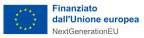 Finanziato
dall'Unione europea
NextGenerationEU